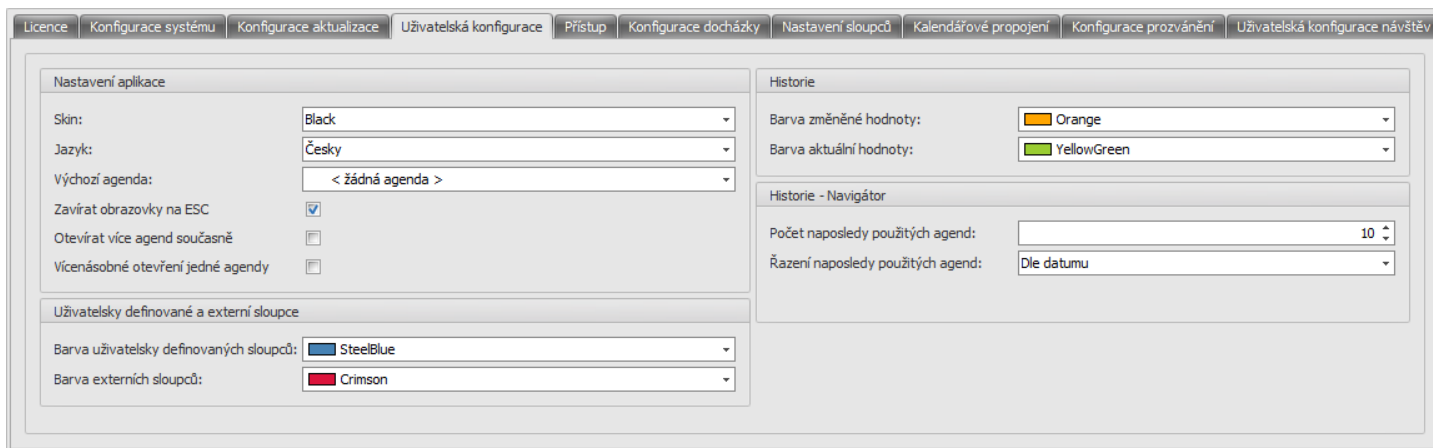 Licence Konfigurace systému Konfigurace aktualizace Uživatelská konfigurace Přístup Konfigurace docházky Nastavení sloupců Kalendářové propojení Konfigurace prozvánění Uživatelská konfigurace návštěv
Nastavení aplikace
Skin: Black
Jazyk: Česky
Výchozí agenda: < žádná agenda >
Zavírat obrazovky na ESC
Otevírat více agend současně
Vícenásobné otevření jedné agendy
Uživatelsky definované a externí sloupce
Barva uživatelsky definovaných sloupců: SteelBlue
Barva externích sloupců: Crimson
Historie
Barva změněné hodnoty: Orange
Barva aktuální hodnoty: YellowGreen
Historie - Navigátor
Počet naposledy použitých agend: 10
Řazení naposledy použitých agend: Dle datumu